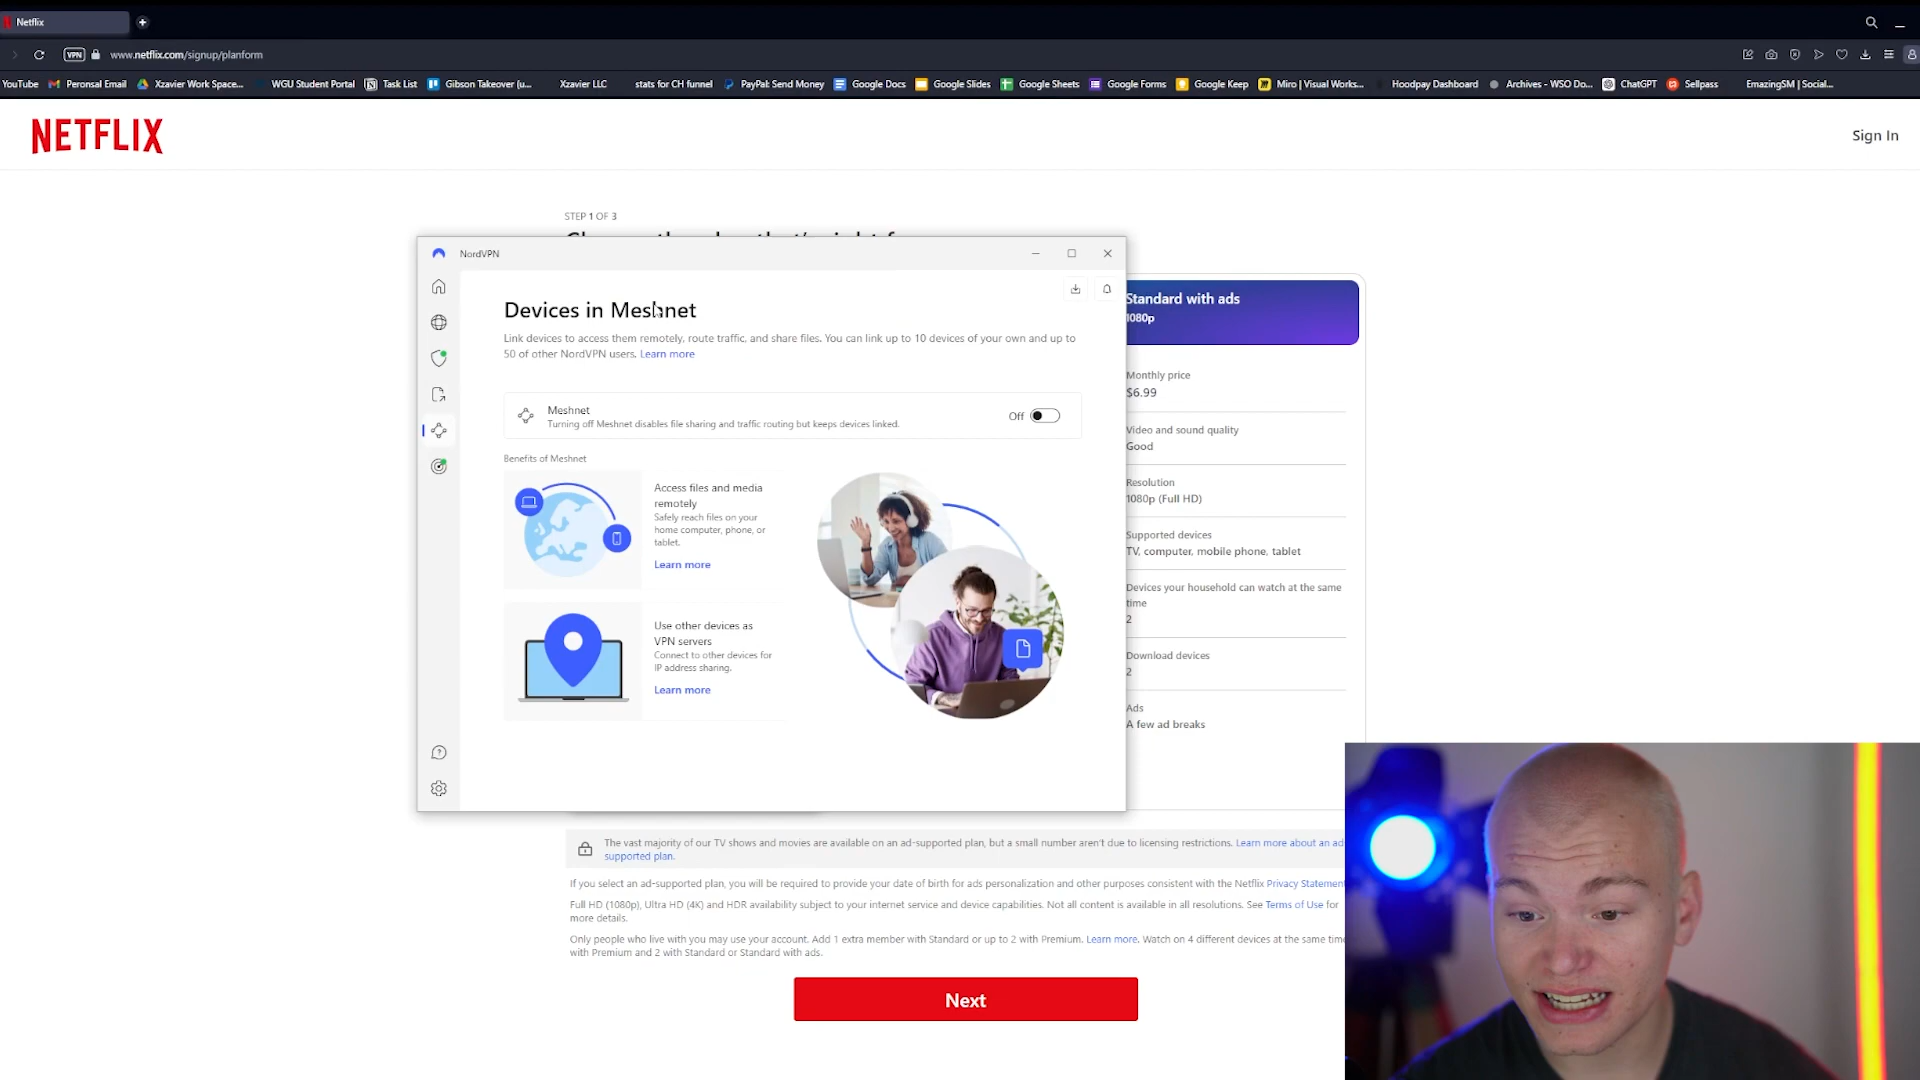 Netflix
VPN
www.netflix.com/signup/planform
YouTube
Peronsal Email
Xzavier Work Space...
WGU Student Portal
Task List
Gibson Takeover (u...
Xzavier LLC
stats for CH funnel
PayPal: Send Money
Google Docs
Google Slides
Google Sheets
Google Forms
Google Keep
Miro | Visual Works...
Hoodpay Dashboard
Archives - WSO Do...
ChatGPT
Sellpass
EmazingSM | Social...
NETFLIX
Sign In
STEP 1 OF 3
NordVPN
Devices in Meshnet
Link devices to access them remotely, route traffic, and share files. You can link up to 10 devices of your own and up to
50 of other NordVPN users. Learn more
Meshnet
Turning off Meshnet disables file sharing and traffic routing but keeps devices linked.
Off
Benefits of Meshnet
Access files and media
remotely
Safely reach files on your
home computer, phone, or
tablet.
Learn more
Use other devices as
VPN servers
Connect to other devices for
IP address sharing.
Learn more
Standard with ads
1080p
Monthly price
$6.99
Video and sound quality
Good
Resolution
1080p (Full HD)
Supported devices
TV, computer, mobile phone, tablet
Devices your household can watch at the same
time
2
Download devices
2
Ads
A few ad breaks
The vast majority of our TV shows and movies are available on an ad-supported plan, but a small number aren't due to licensing restrictions. Learn more about an ad
supported plan.
If you select an ad-supported plan, you will be required to provide your date of birth for ads personalization and other purposes consistent with the Netflix Privacy Statement
Full HD (1080p), Ultra HD (4K) and HDR availability subject to your internet service and device capabilities. Not all content is available in all resolutions. See Terms of Use for
more details.
Only people who live with you may use your account. Add 1 extra member with Standard or up to 2 with Premium. Learn more. Watch on 4 different devices at the same time
with Premium and 2 with Standard or Standard with ads.
Next